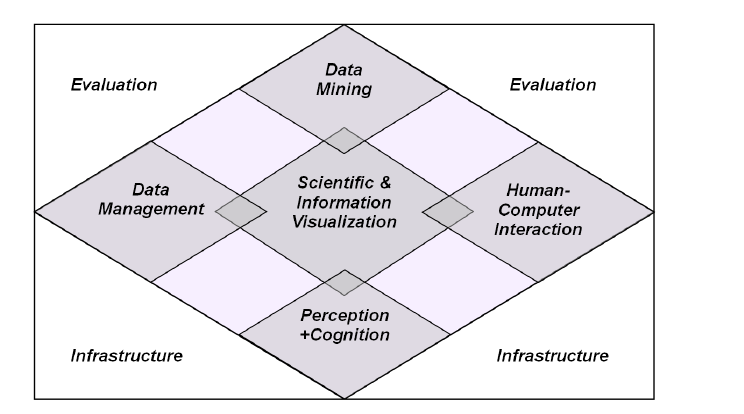 Data
Mining
Evaluation
Evaluation
Data
Management
Scientific &
Information
Visualization
Human-
Computer
Interaction
Perception
+Cognition
Infrastructure
Infrastructure